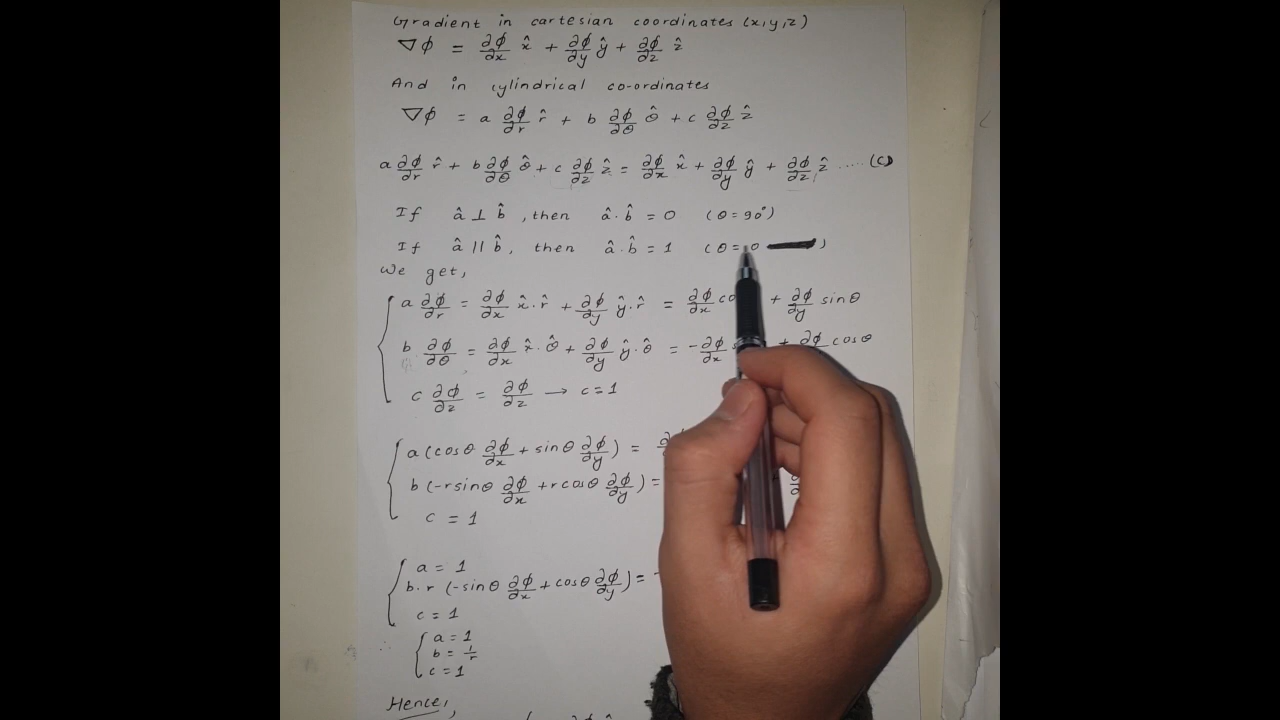 Gradient in cartesian coordinates (x,y,z)
∇ϕ = ∂ϕ/∂x x̂ + ∂ϕ/∂y ŷ + ∂ϕ/∂z ẑ
And in cylindrical co-ordinates
∇ϕ = a ∂ϕ/∂r r̂ + b ∂ϕ/∂θ θ̂ + c ∂ϕ/∂z ẑ
a ∂ϕ/∂r r̂ + b ∂ϕ/∂θ θ̂ + c ∂ϕ/∂z ẑ = ∂ϕ/∂x x̂ + ∂ϕ/∂y ŷ + ∂ϕ/∂z ẑ ..... (C)
If â ⊥ b̂, then â·b̂ = 0 (θ = 90°)
If â || b̂, then â·b̂ = 1 (θ = 0 )
We get,
a ∂ϕ/∂r = ∂ϕ/∂x x̂·r̂ + ∂ϕ/∂y ŷ·r̂ = ∂ϕ/∂x + ∂ϕ/∂y sinθ
b ∂ϕ/∂θ = ∂ϕ/∂x x̂·θ̂ + ∂ϕ/∂y ŷ·θ̂ = -∂ϕ/∂x + cosθ
c ∂ϕ/∂z = ∂ϕ/∂z → c = 1
a (cosθ ∂ϕ/∂x + sinθ ∂ϕ/∂y) =
b (-rsinθ ∂ϕ/∂x + rcosθ ∂ϕ/∂y) =
c = 1
a = 1
b·r (-sinθ ∂ϕ/∂x + cosθ ∂ϕ/∂y) = -
c = 1
∴ a = 1
b = 1/r
c = 1
Hence,